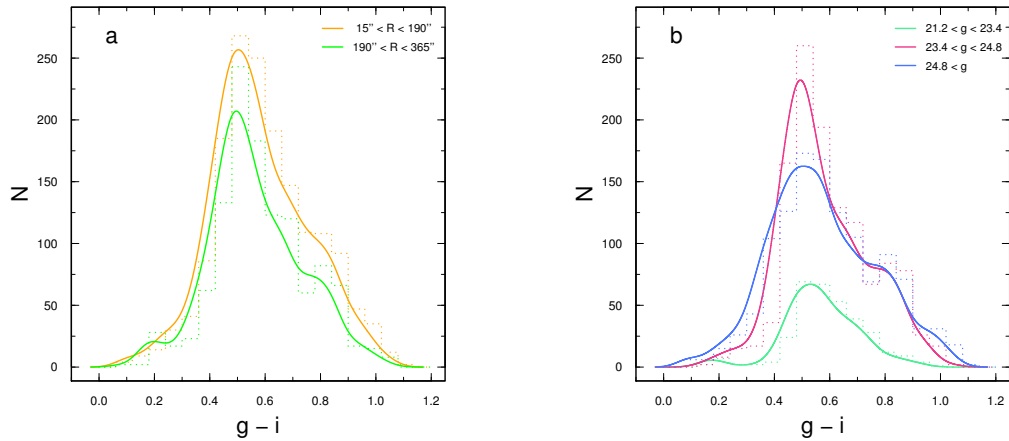 a
15'' < R < 190''
190'' < R < 365''
N
250
200
150
100
50
0
0.0 0.2 0.4 0.6 0.8 1.0 1.2
g − i
b
21.2 < g < 23.4
23.4 < g < 24.8
24.8 < g
N
250
200
150
100
50
0
0.0 0.2 0.4 0.6 0.8 1.0 1.2
g − i